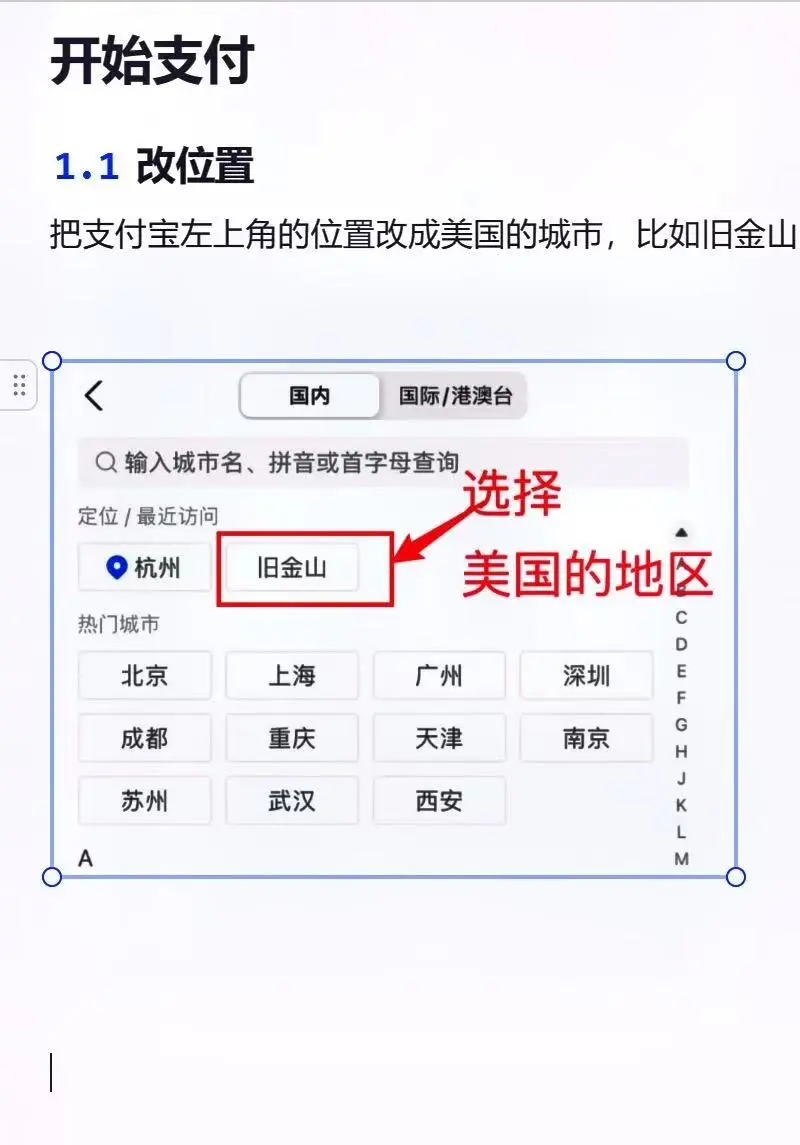 开始支付
1.1 改位置
把支付宝左上角的位置改成美国的城市，比如旧金山
国内 国际/港澳台
输入城市名、拼音或首字母查询
选择
定位 / 最近访问
杭州 旧金山
美国的地区
热门城市
C
北京 上海 广州 深圳
D
E
F
G
成都 重庆 天津 南京
H
J
苏州 武汉 西安
K
L
A
M